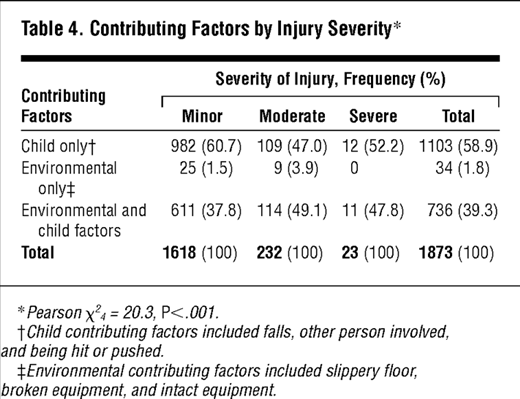 Table 4. Contributing Factors by Injury Severity*
Severity of Injury, Frequency (%)
Contributing Factors Minor Moderate Severe Total
Child only† 982 (60.7) 109 (47.0) 12 (52.2) 1103 (58.9)
Environmental only‡ 25 (1.5) 9 (3.9) 0 34 (1.8)
Environmental and child factors 611 (37.8) 114 (49.1) 11 (47.8) 736 (39.3)
Total 1618 (100) 232 (100) 23 (100) 1873 (100)
*Pearson χ²₄ = 20.3, P<.001.
†Child contributing factors included falls, other person involved,
and being hit or pushed.
‡Environmental contributing factors included slippery floor,
broken equipment, and intact equipment.